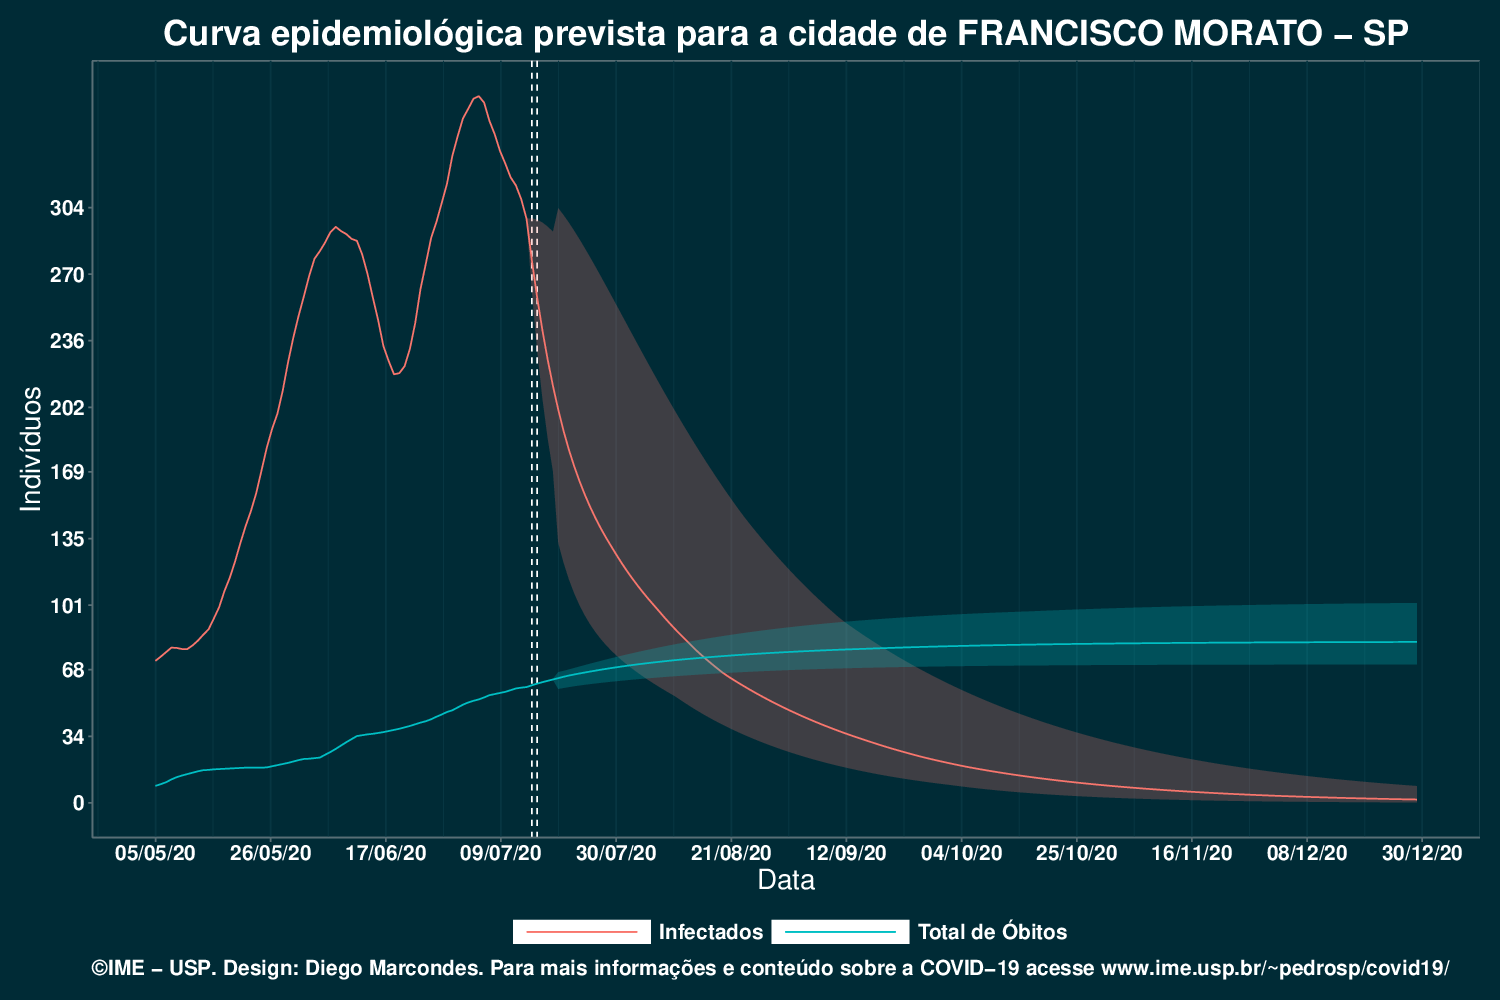 Curva epidemiológica prevista para a cidade de FRANCISCO MORATO – SP
Indivíduos
304
270
236
202
169
135
101
68
34
0
05/05/20 26/05/20 17/06/20 09/07/20 30/07/20 21/08/20 12/09/20 04/10/20 25/10/20 16/11/20 08/12/20 30/12/20
Data
Infectados Total de Óbitos
©IME – USP. Design: Diego Marcondes. Para mais informações e conteúdo sobre a COVID–19 acesse www.ime.usp.br/~pedrosp/covid19/